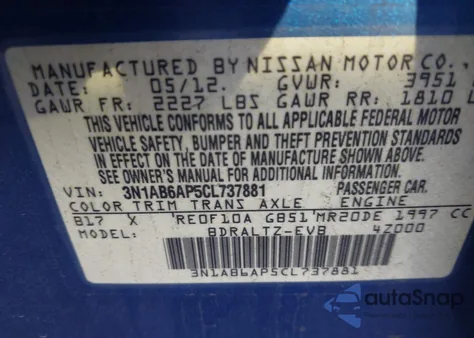 MANUFACTURED BY NISSAN MOTOR CO.,
DATE: 05/12 GVWR: 3951
GAWR FR: 2227 LBS GAWR RR: 1810 L
THIS VEHICLE CONFORMS TO ALL APPLICABLE FEDERAL MOTOR
VEHICLE SAFETY, BUMPER AND THEFT PREVENTION STANDARDS
IN EFFECT ON THE DATE OF MANUFACTURE SHOWN ABOVE.
SEE OWNER'S MANUAL FOR ADDITIONAL INFORMATION.
PASSENGER CAR
VIN: 3N1AB6AP5CL737881
COLOR TRIM TRANS AXLE ENGINE
B17 X RE0F10A GB51 MR20DE 1997 CC
BDRALTZ-EVB 4Z000
3N1AB6AP5CL737881
autoSnap